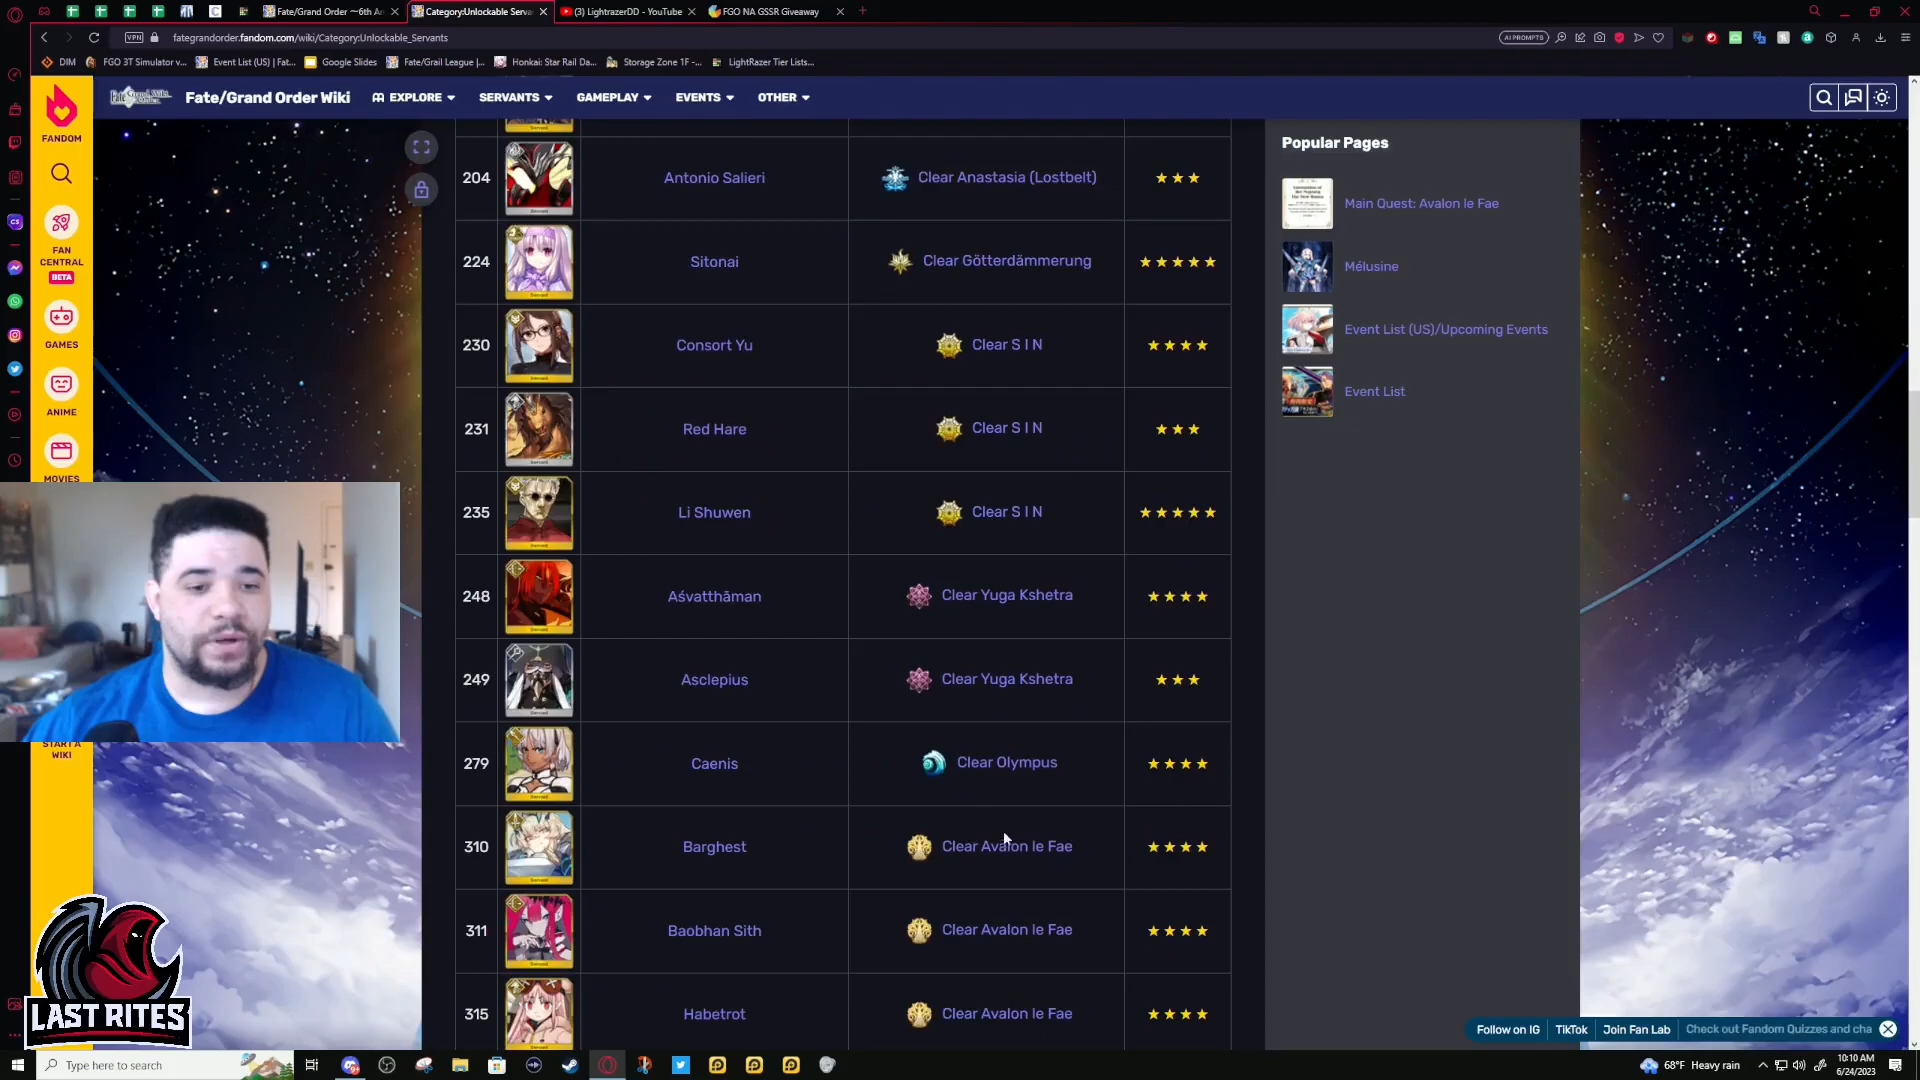 Fate/Grand Order ～6th An
Category:Unlockable Serva
(3) LightrazerDD - YouTube
FGO NA GSSR Giveaway
VPN
fategrandorder.fandom.com/wiki/Category:Unlockable_Servants
AI PROMPTS
DIM
FGO 3T Simulator v...
Event List (US) | Fat...
Google Slides
Fate/Grail League |...
Honkai: Star Rail Da...
Storage Zone 1F -...
LightRazer Tier Lists...
Fate/Grand Order Wiki
EXPLORE
SERVANTS
GAMEPLAY
EVENTS
OTHER
FANDOM
FAN
CENTRAL
BETA
GAMES
ANIME
MOVIES
START A
WIKI
204 Antonio Salieri Clear Anastasia (Lostbelt) ★ ★ ★
224 Sitonai Clear Götterdämmerung ★ ★ ★ ★ ★
230 Consort Yu Clear S I N ★ ★ ★ ★
231 Red Hare Clear S I N ★ ★ ★
235 Li Shuwen Clear S I N ★ ★ ★ ★ ★
248 Aśvatthāman Clear Yuga Kshetra ★ ★ ★ ★
249 Asclepius Clear Yuga Kshetra ★ ★ ★
279 Caenis Clear Olympus ★ ★ ★ ★
310 Barghest Clear Avalon le Fae ★ ★ ★ ★
311 Baobhan Sith Clear Avalon le Fae ★ ★ ★ ★
315 Habetrot Clear Avalon le Fae ★ ★ ★ ★
Popular Pages
Main Quest: Avalon le Fae
Mélusine
Event List (US)/Upcoming Events
Event List
LAST RITES
Follow on IG
TikTok
Join Fan Lab
Check out Fandom Quizzes and cha
Type here to search
68°F Heavy rain
10:10 AM
6/24/2023